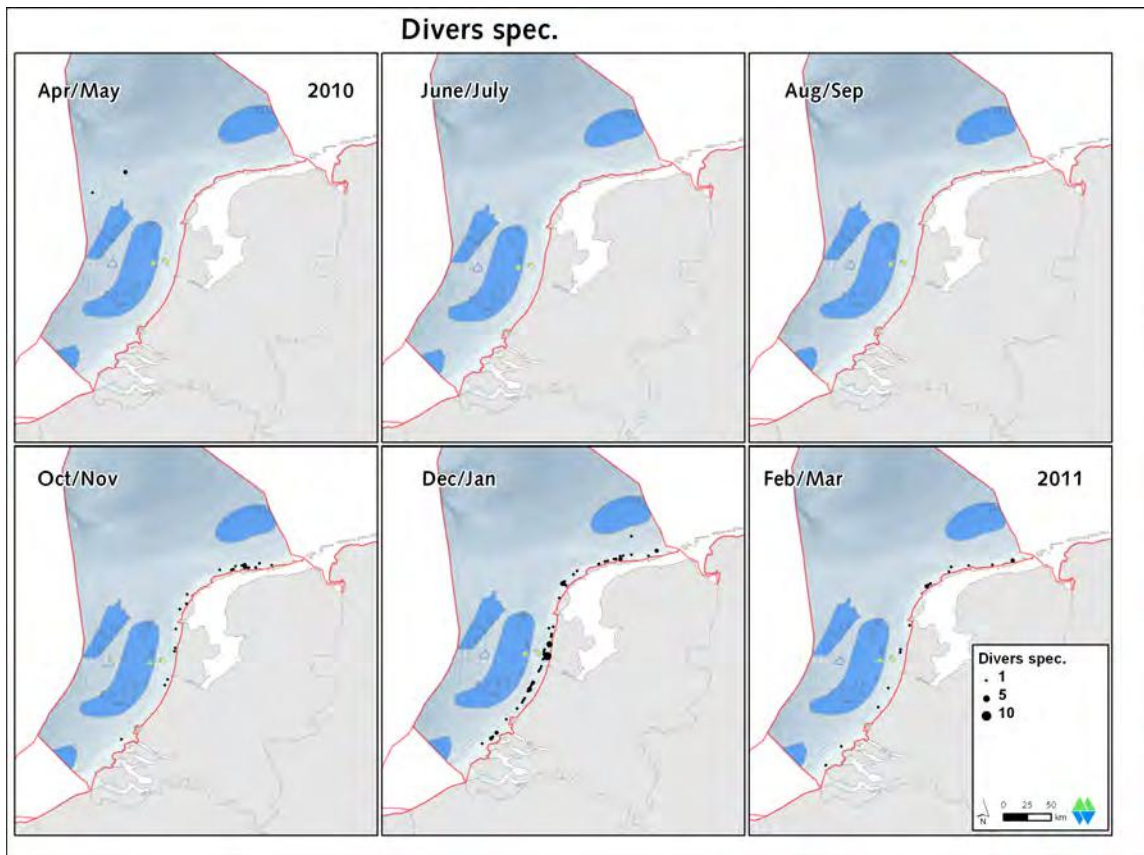 Divers spec.
Apr/May 2010
June/July
Aug/Sep
Oct/Nov
Dec/Jan
Feb/Mar 2011
Divers spec.
1
5
10
N
0 25 50
km